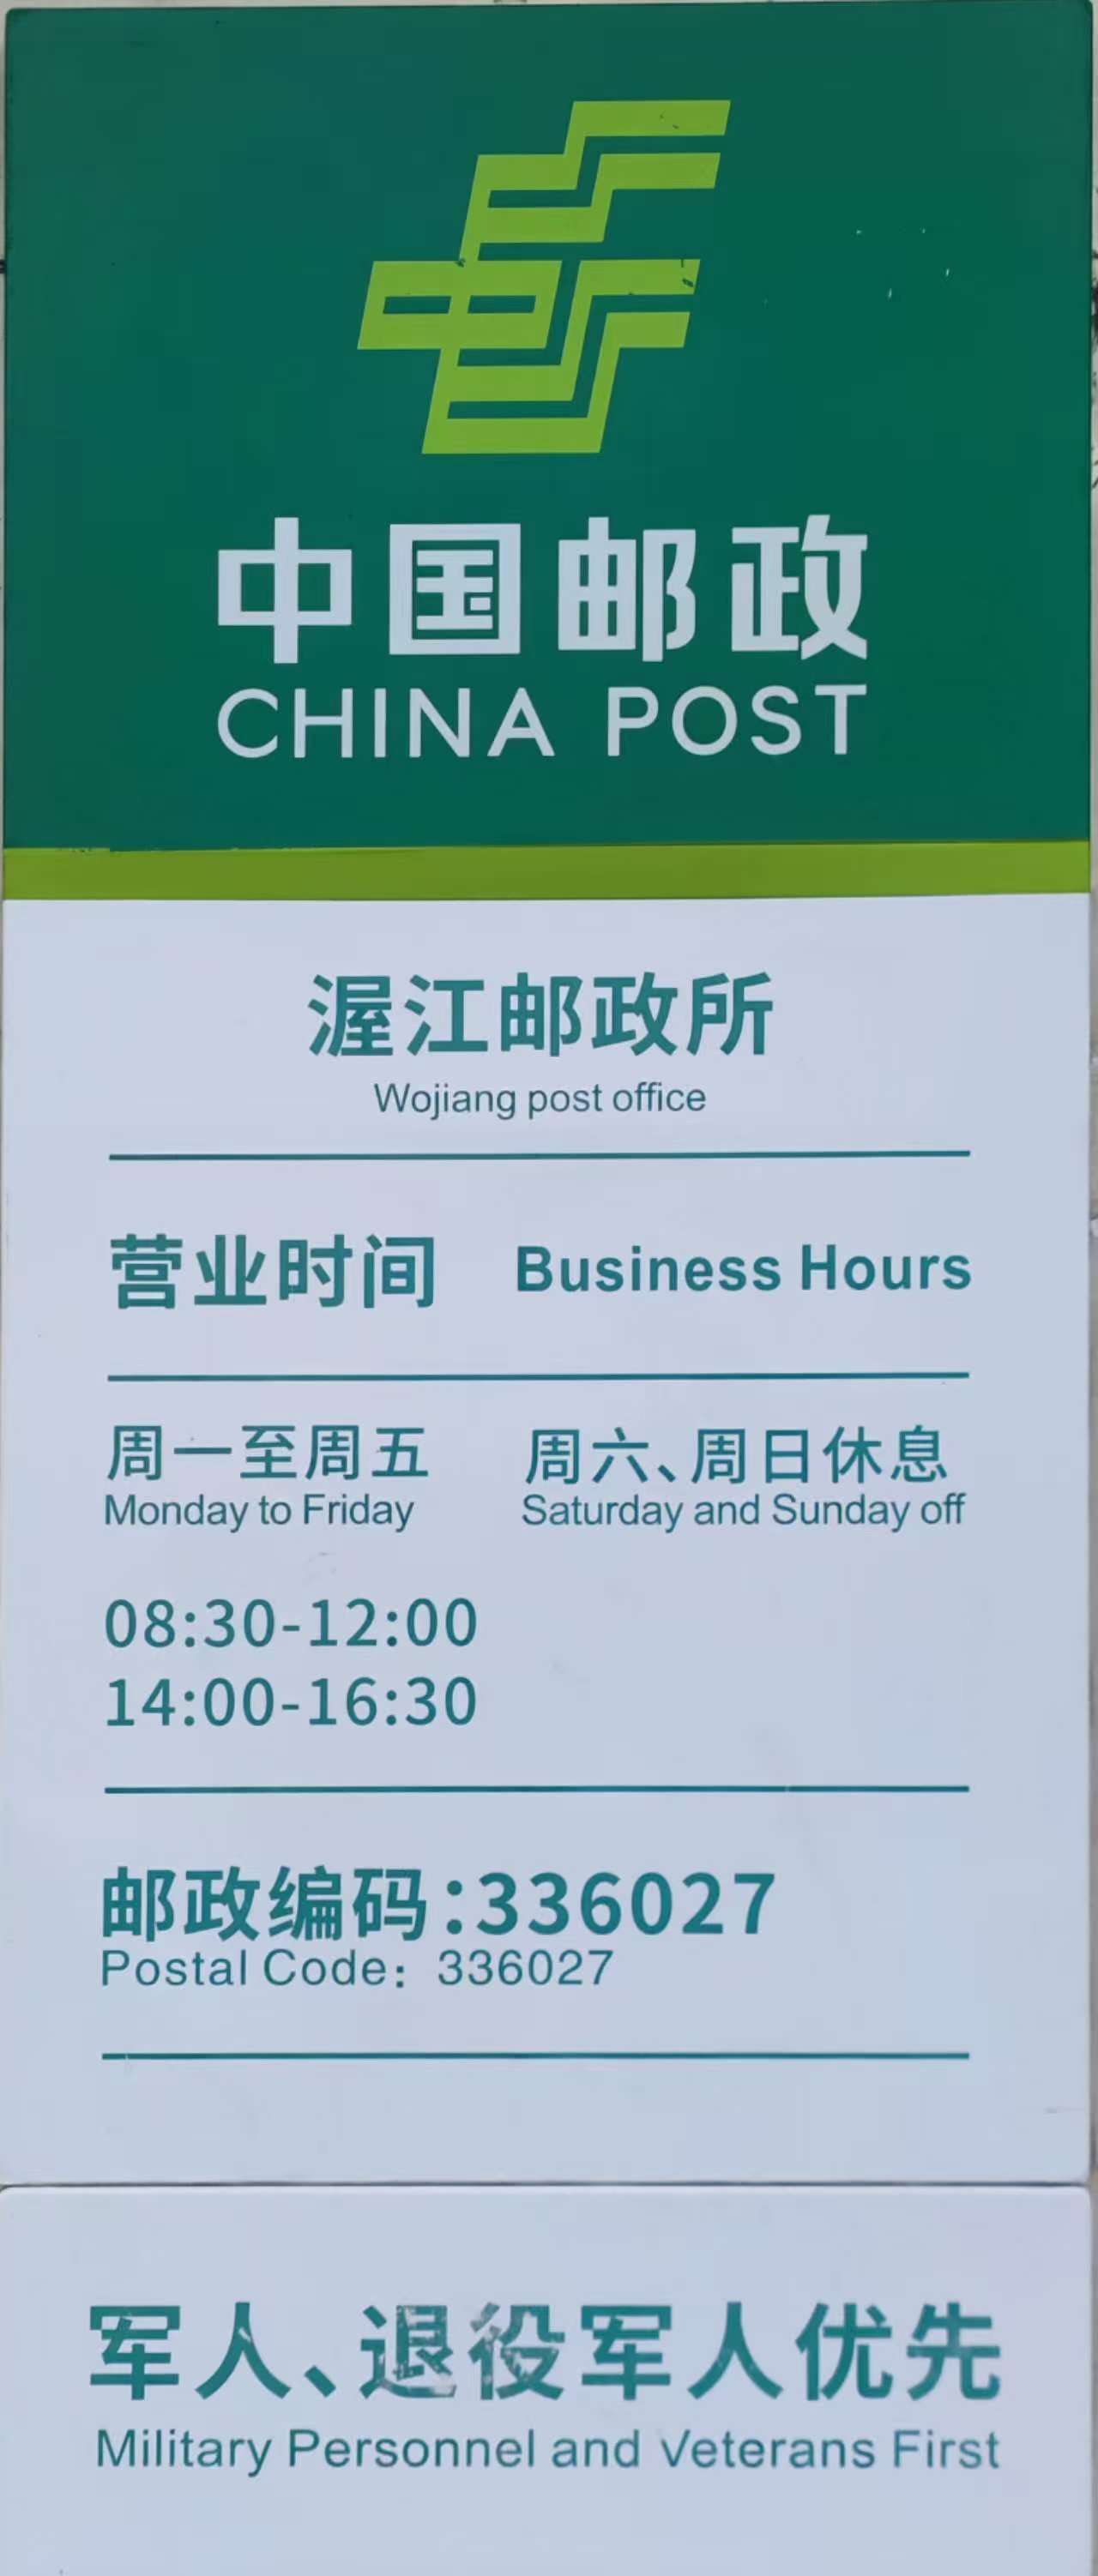 中国邮政
CHINA POST
渥江邮政所
Wojiang post office
营业时间 Business Hours
周一至周五 周六、周日休息
Monday to Friday Saturday and Sunday off
08:30-12:00
14:00-16:30
邮政编码:336027
Postal Code：336027
军人、退役军人优先
Military Personnel and Veterans First